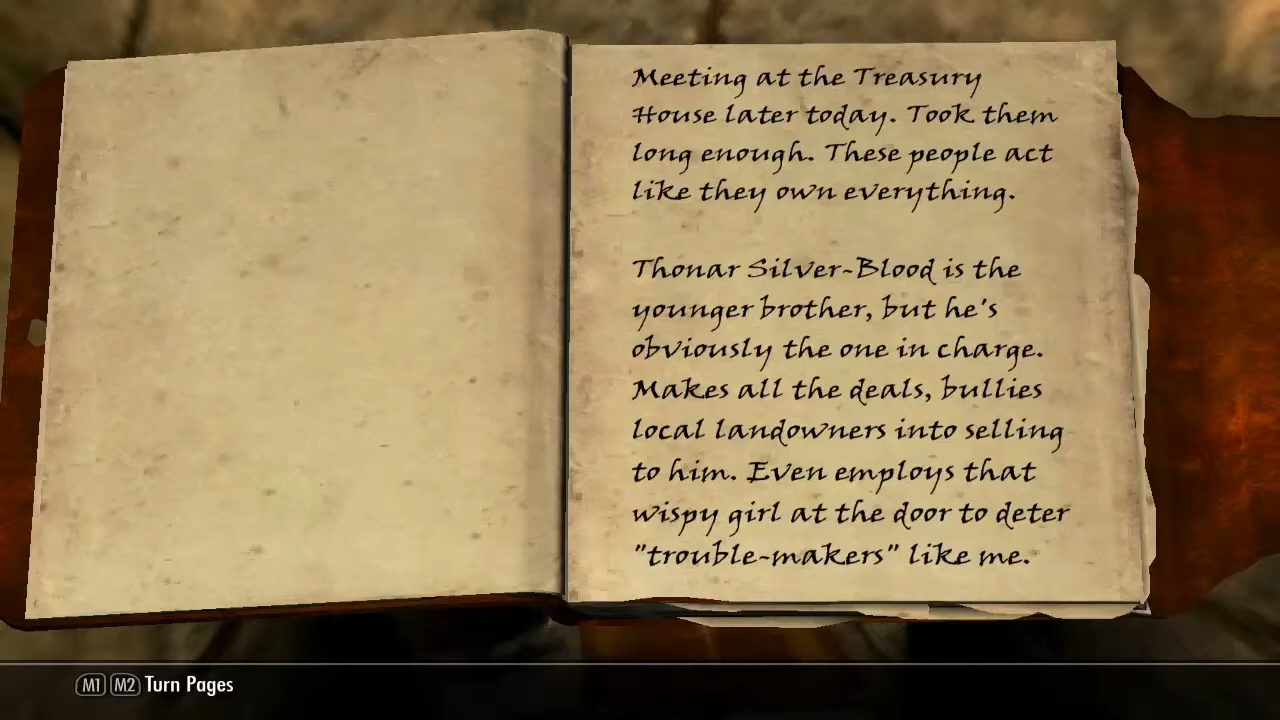 Meeting at the Treasury
House later today. Took them
long enough. These people act
like they own everything.
Thonar Silver-Blood is the
younger brother, but he's
obviously the one in charge.
Makes all the deals, bullies
local landowners into selling
to him. Even employs that
wispy girl at the door to deter
"trouble-makers" like me.
M1 M2 Turn Pages